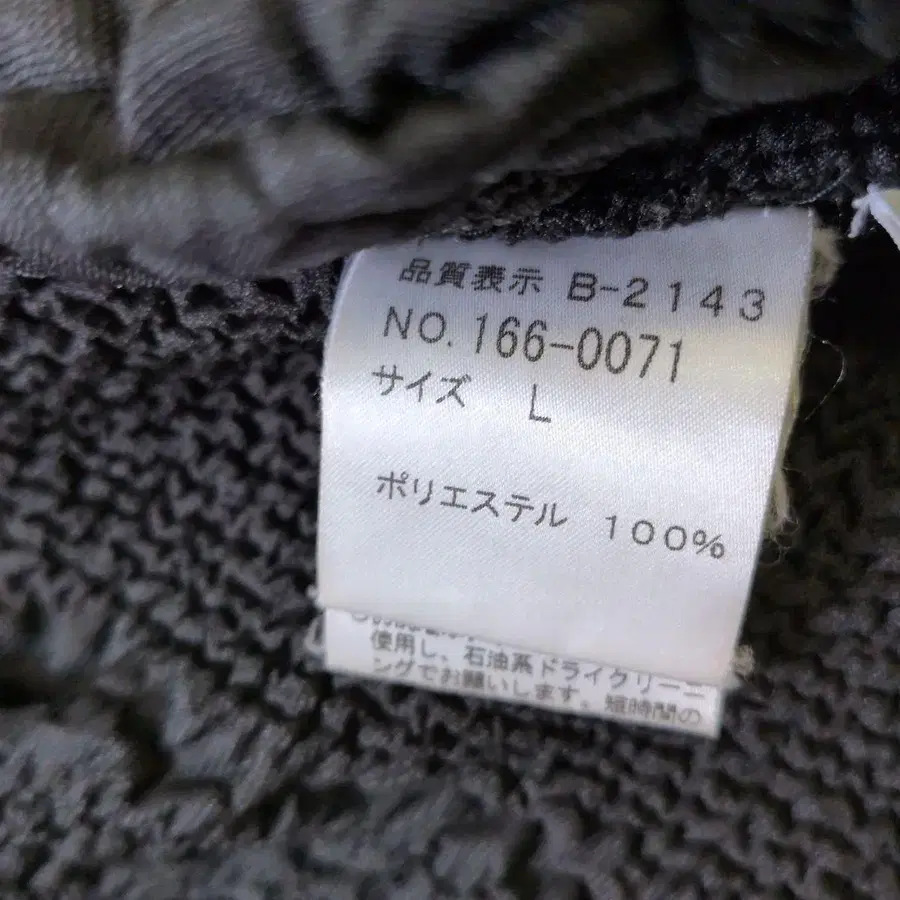 品質表示 B-2143
NO.166-0071
サイズ L
ポリエステル 100%
使用し、石油系ドライクリーニ
ングでお願いします。短時間の